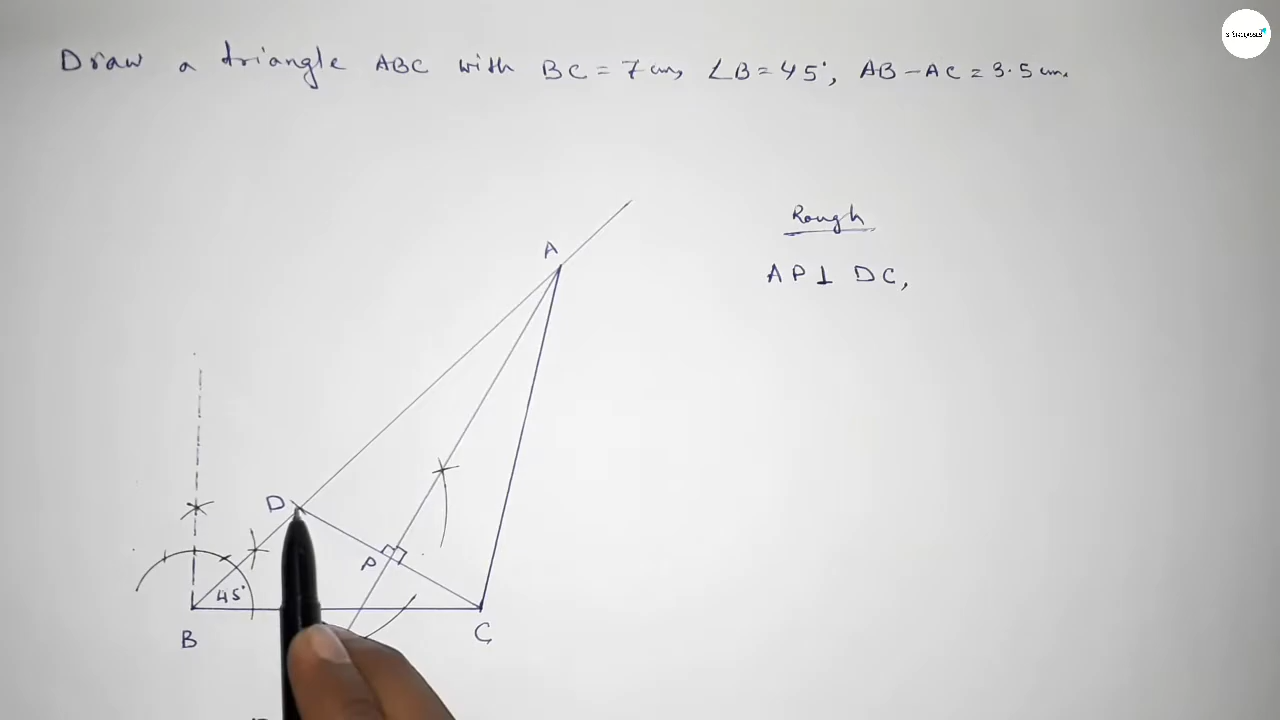 Draw a triangle ABC with BC = 7 cm, ∠B = 45°, AB - AC = 3.5 cm.
Rough
AP ⊥ DC,
A
D
P
45°
B
C